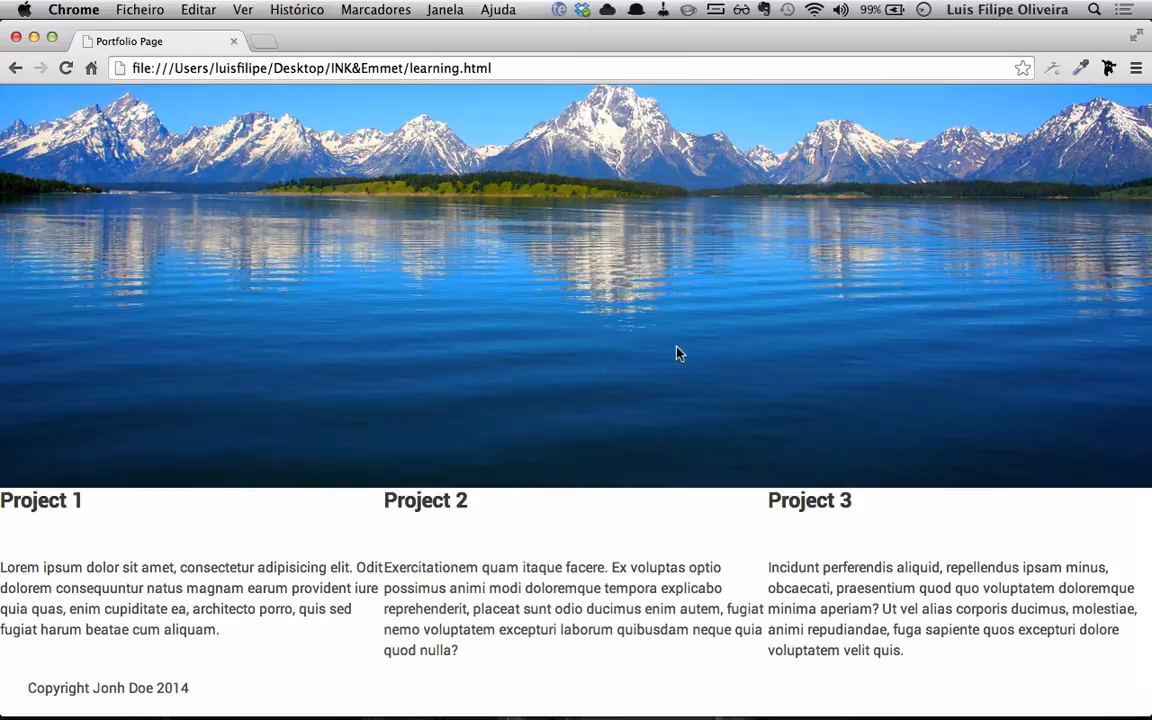 Chrome Ficheiro Editar Ver Histórico Marcadores Janela Ajuda 99% Luis Filipe Oliveira
Portfolio Page
file:///Users/luisfilipe/Desktop/INK&Emmet/learning.html
Project 1
Lorem ipsum dolor sit amet, consectetur adipisicing elit. Odit
dolorem consequuntur natus magnam earum provident iure
quia quas, enim cupiditate ea, architecto porro, quis sed
fugiat harum beatae cum aliquam.
Project 2
Exercitationem quam itaque facere. Ex voluptas optio
possimus animi modi doloremque tempora explicabo
reprehenderit, placeat sunt odio ducimus enim autem, fugiat
nemo voluptatem excepturi laborum quibusdam neque quia
quod nulla?
Project 3
Incidunt perferendis aliquid, repellendus ipsam minus,
obcaecati, praesentium quod quo voluptatem doloremque
minima aperiam? Ut vel alias corporis ducimus, molestiae,
animi repudiandae, fuga sapiente quos excepturi dolore
voluptatem velit quis.
Copyright Jonh Doe 2014